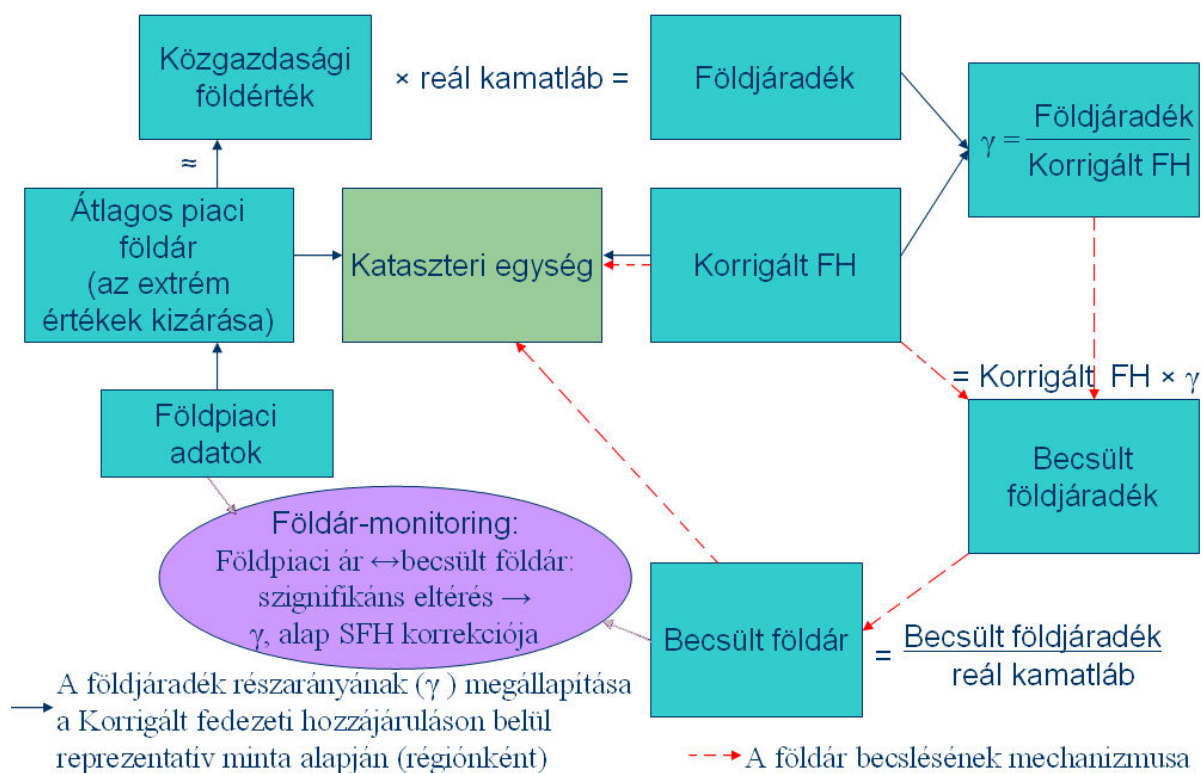 Közgazdasági
földérték
× reál kamatláb =
Földjáradék
γ = Földjáradék
Korrigált FH
≈
Átlagos piaci
földár
(az extrém
értékek kizárása)
Kataszteri egység
Korrigált FH
= Korrigált FH × γ
Földpiaci
adatok
Becsült
földjáradék
Földár-monitoring:
Földpiaci ár ↔becsült földár:
szignifikáns eltérés →
γ, alap SFH korrekciója
Becsült földár
= Becsült földjáradék
reál kamatláb
A földjáradék részarányának (γ ) megállapítása
a Korrigált fedezeti hozzájáruláson belül
reprezentatív minta alapján (régiónként)
A földár becslésének mechanizmusa